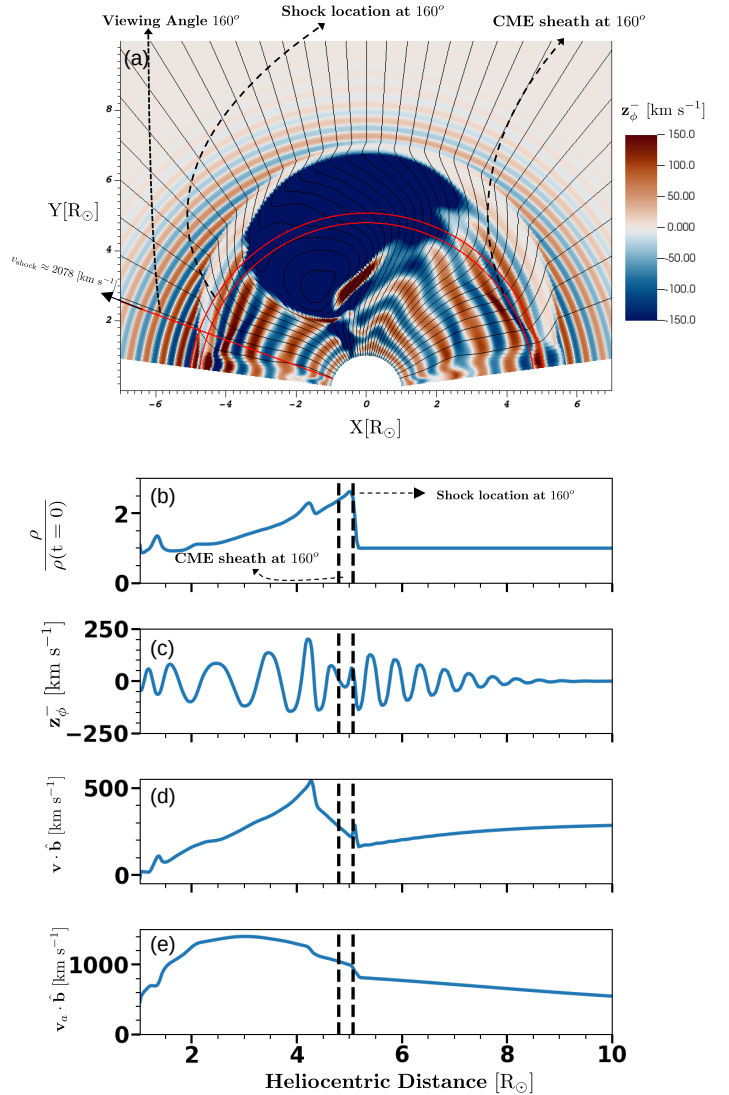 Shock location at 160°
Viewing Angle 160°
CME sheath at 160°
(a)
z⁻_ϕ [km s⁻¹]
150.0
100.0
50.00
0.000
-50.00
-100.0
-150.0
8
6
Y[R☉]
4
v_shock ≈ 2078 [km s⁻¹]
2
−6 −4 −2 0 2 4 6
X[R☉]
(b)
Shock location at 160°
2
ρ
ρ(t = 0)
CME sheath at 160°
0
(c)
250
z⁻_ϕ [km s⁻¹]
0
−250
(d)
500
v · b̂ [km s⁻¹]
0
(e)
1000
v_a · b̂ [km s⁻¹]
0
2 4 6 8 10
Heliocentric Distance [R☉]